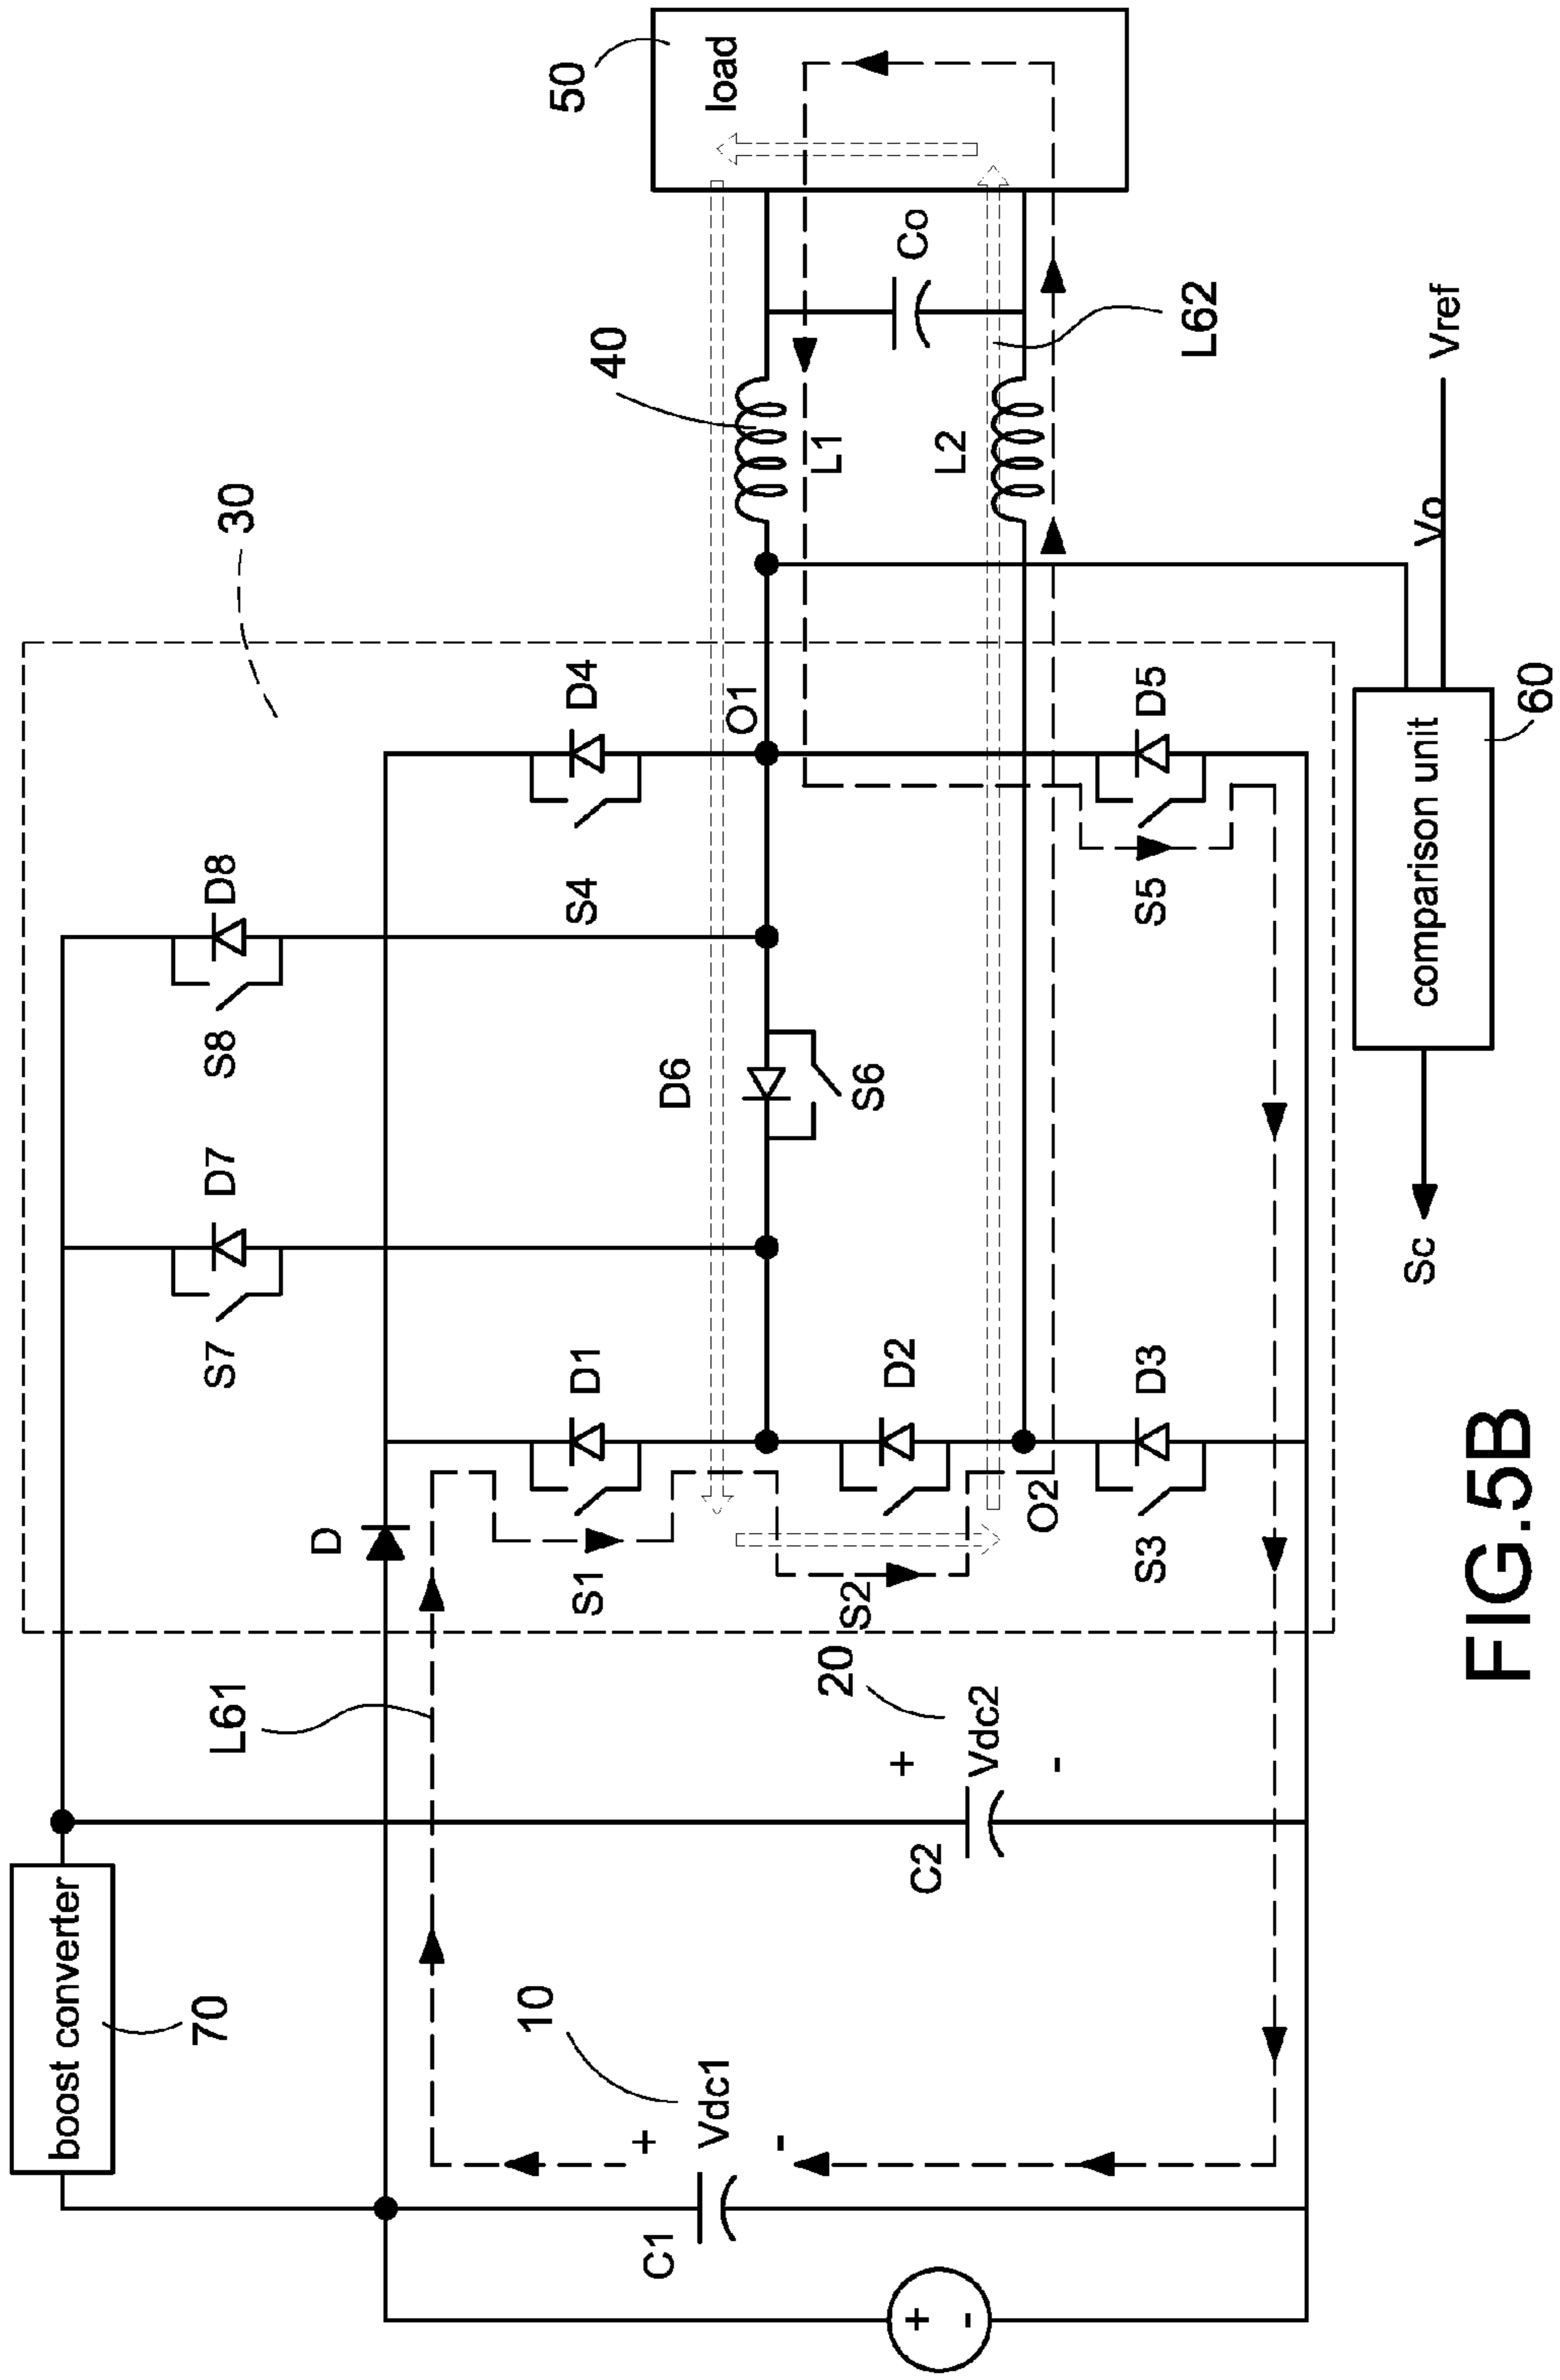 boost converter
70
S7
D7
S8
D8
30
L61
D
S1
D1
D6
S4
D4
O1
40
50
load
10
C1
+
Vdc1
-
20
C2
+
Vdc2
-
S2
D2
S6
L1
L2
Co
O2
L62
S3
D3
S5
D5
+
-
Sc
comparison unit
60
Vo
Vref
FIG.5B